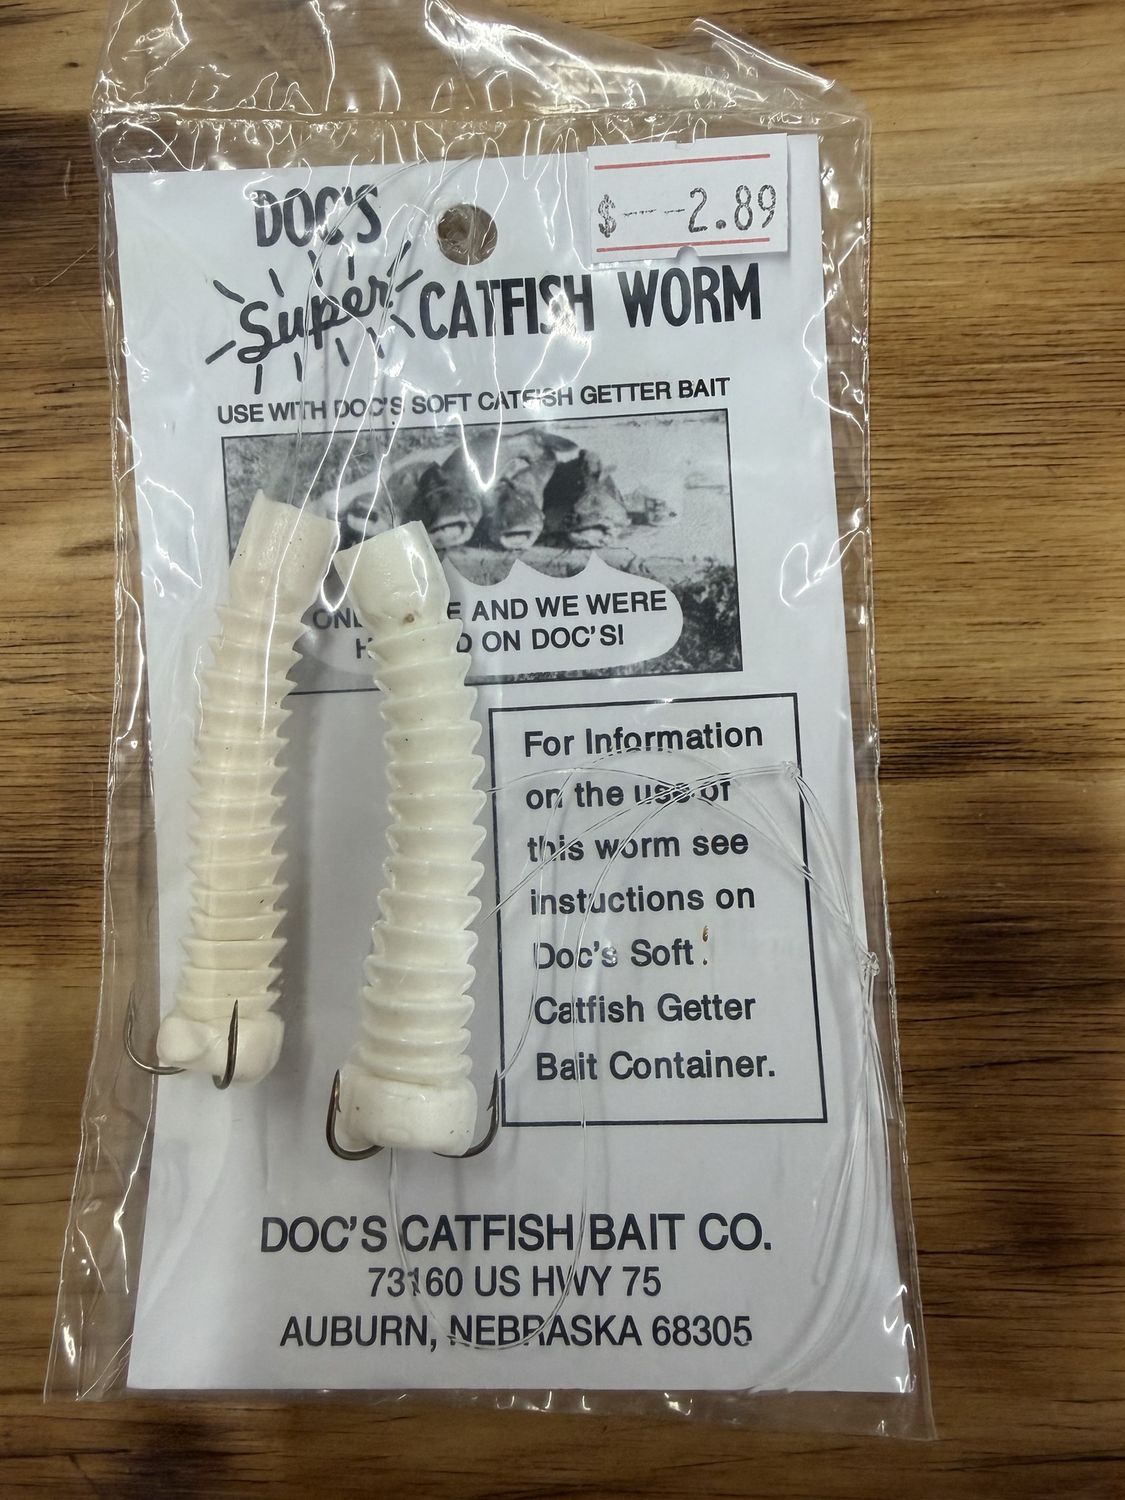 DOC'S
$ ---2.89
Super CATFISH WORM
USE WITH DOC'S SOFT CATFISH GETTER BAIT
AND WE WERE
ON DOC'S!
For Information
on the use of
this worm see
instuctions on
Doc's Soft
Catfish Getter
Bait Container.
DOC'S CATFISH BAIT CO.
73160 US HWY 75
AUBURN, NEBRASKA 68305